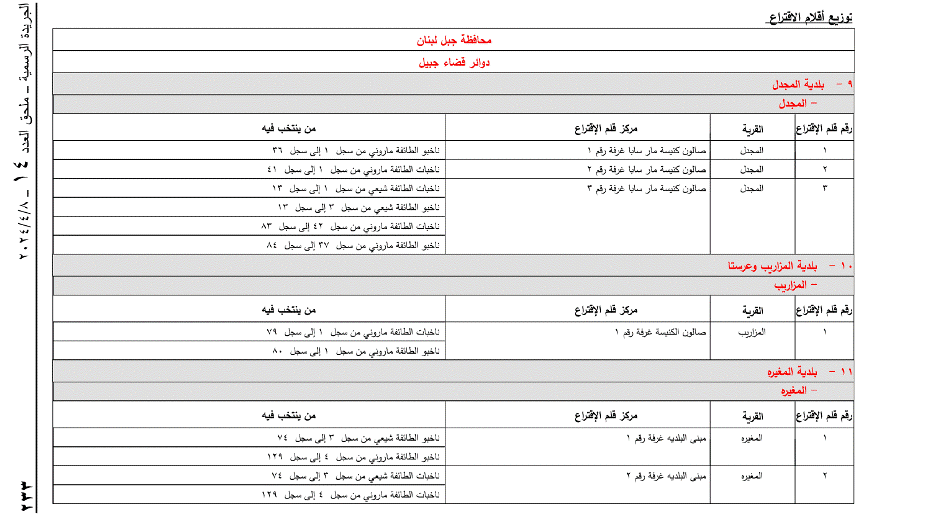 الجريدة الرسمية – ملحق العدد ١٤ – ٢٠٢٤/٤/٨
٢٣٣
توزيع أقلام الإقتراع
محافظة جبل لبنان
دوائر قضاء جبيل
٩ – بلدية المجدل
– المجدل
رقم قلم الإقتراع القرية مركز قلم الإقتراع من ينتخب فيه
١ المجدل صالون كنيسة مار سابا غرفة رقم ١ ناخبو الطائفة ماروني من سجل ١ إلى سجل ٣٦
٢ المجدل صالون كنيسة مار سابا غرفة رقم ٢ ناخبات الطائفة ماروني من سجل ١ إلى سجل ٤١
٣ المجدل صالون كنيسة مار سابا غرفة رقم ٣ ناخبات الطائفة شيعي من سجل ١ إلى سجل ١٣
ناخبو الطائفة شيعي من سجل ٣ إلى سجل ١٣
ناخبات الطائفة ماروني من سجل ٤٢ إلى سجل ٨٣
ناخبو الطائفة ماروني من سجل ٣٧ إلى سجل ٨٤
١٠ – بلدية المزاريب وعرستا
– المزاريب
رقم قلم الإقتراع القرية مركز قلم الإقتراع من ينتخب فيه
١ المزاريب صالون الكنيسة غرفة رقم ١ ناخبات الطائفة ماروني من سجل ١ إلى سجل ٧٩
ناخبو الطائفة ماروني من سجل ١ إلى سجل ٨٠
١١ – بلدية المغيره
– المغيره
رقم قلم الإقتراع القرية مركز قلم الإقتراع من ينتخب فيه
١ المغيره مبنى البلديه غرفة رقم ١ ناخبو الطائفة شيعي من سجل ٣ إلى سجل ٧٤
ناخبو الطائفة ماروني من سجل ٤ إلى سجل ١٢٩
٢ المغيره مبنى البلديه غرفة رقم ٢ ناخبات الطائفة شيعي من سجل ٣ إلى سجل ٧٤
ناخبات الطائفة ماروني من سجل ٤ إلى سجل ١٢٩